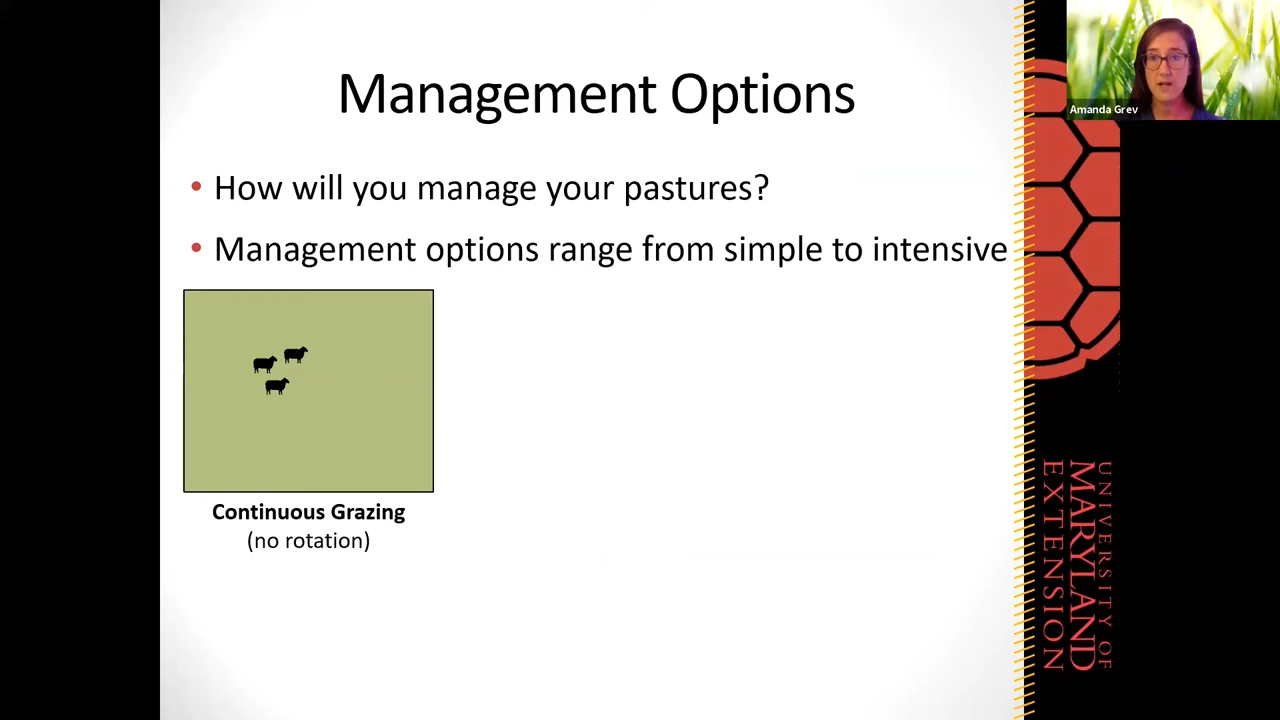 Management Options
Amanda Grev
• How will you manage your pastures?
• Management options range from simple to intensive
Continuous Grazing
(no rotation)
UNIVERSITY OF
MARYLAND
EXTENSION